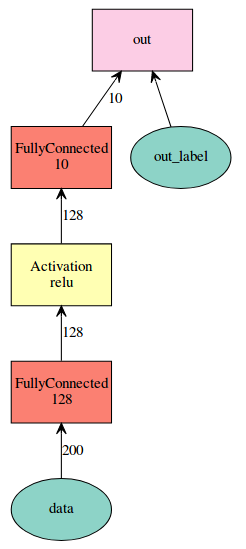 out
10
FullyConnected
10
out_label
128
Activation
relu
128
FullyConnected
128
200
data